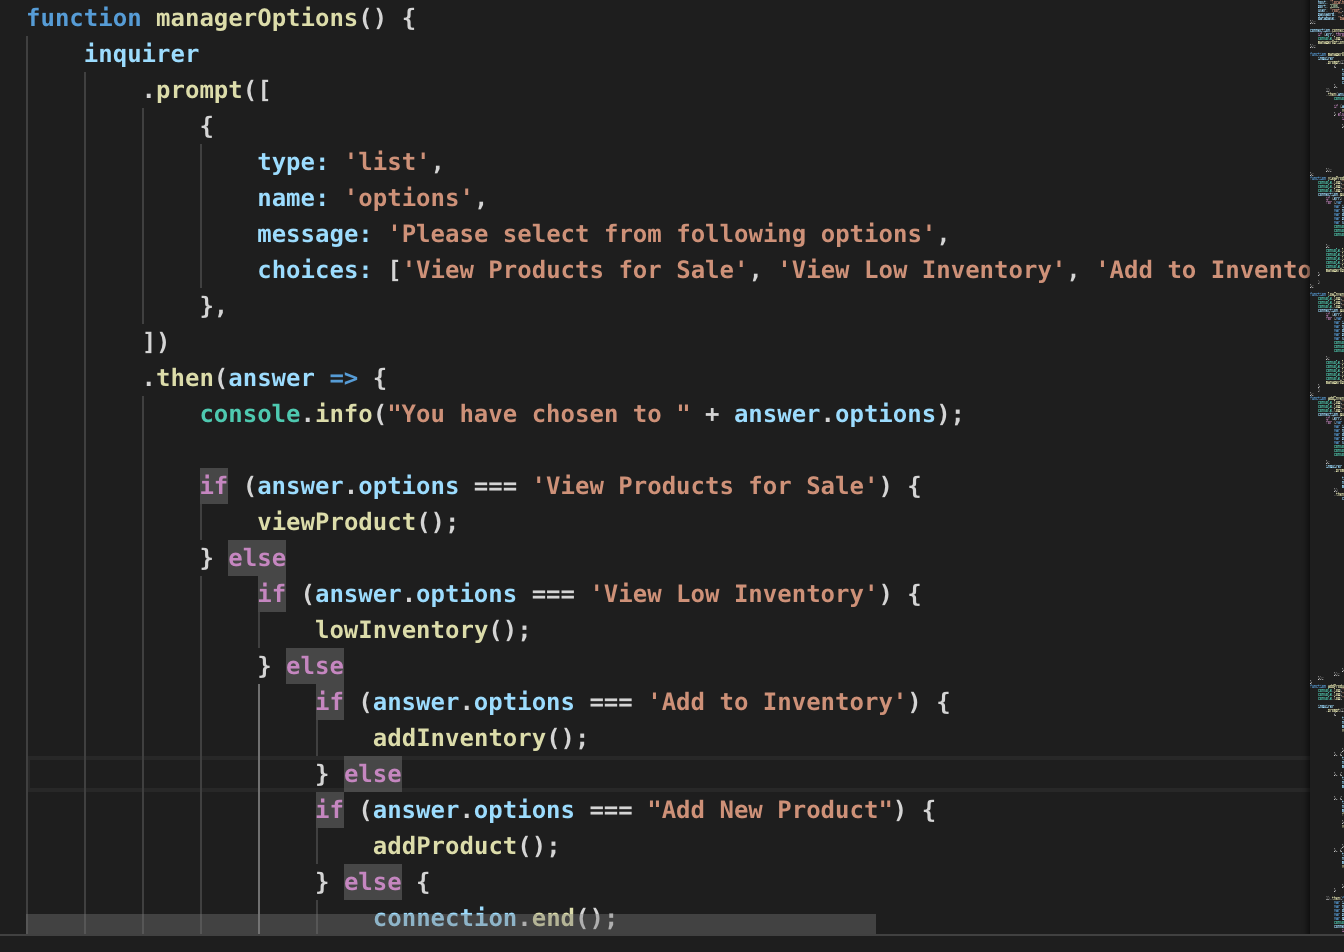 function managerOptions() {
    inquirer
        .prompt([
            {
                type: 'list',
                name: 'options',
                message: 'Please select from following options',
                choices: ['View Products for Sale', 'View Low Inventory', 'Add to Invento
            },
        ])
        .then(answer => {
            console.info("You have chosen to " + answer.options);

            if (answer.options === 'View Products for Sale') {
                viewProduct();
            } else
                if (answer.options === 'View Low Inventory') {
                    lowInventory();
                } else
                    if (answer.options === 'Add to Inventory') {
                        addInventory();
                    } else
                    if (answer.options === "Add New Product") {
                        addProduct();
                    } else {
                        connection.end();